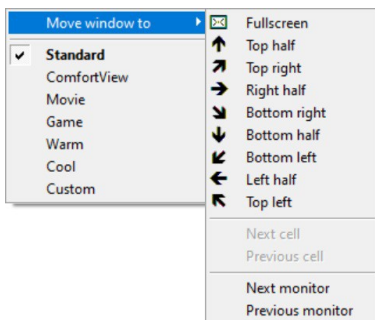 Move window to
Standard
ComfortView
Movie
Game
Warm
Cool
Custom
Fullscreen
Top half
Top right
Right half
Bottom right
Bottom half
Bottom left
Left half
Top left
Next cell
Previous cell
Next monitor
Previous monitor